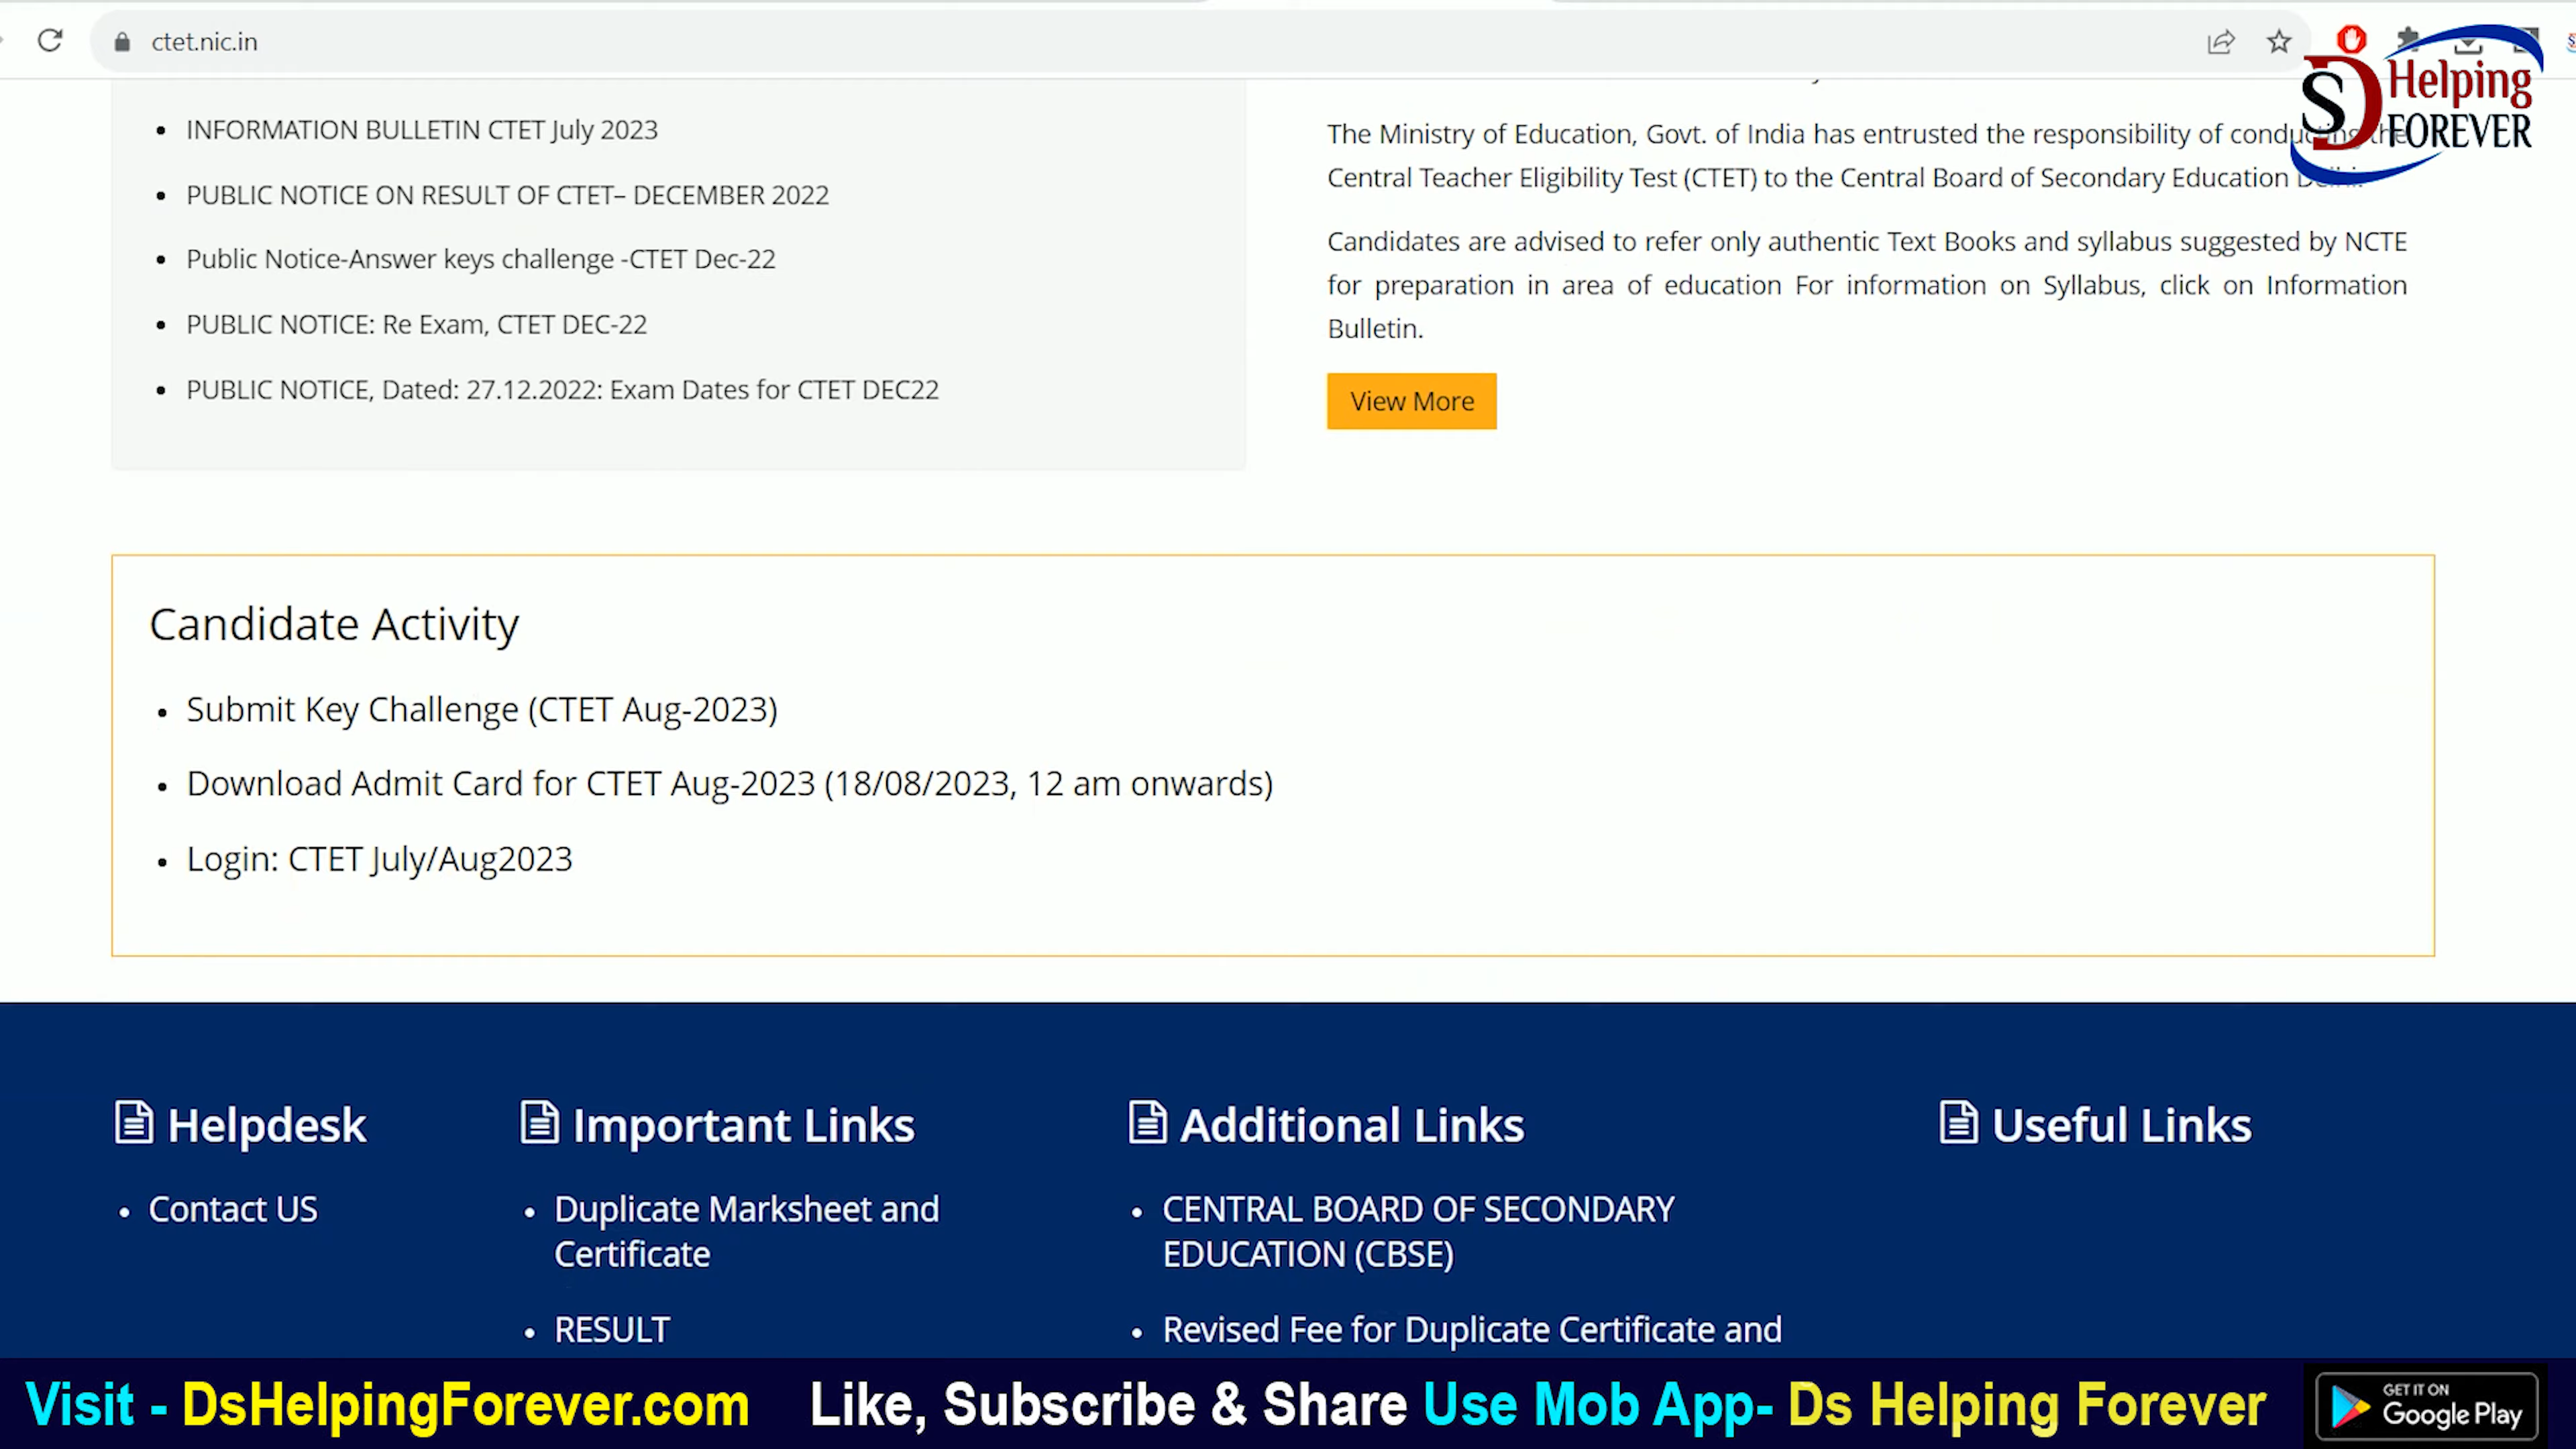 ctet.nic.in
SD Helping
FOREVER
INFORMATION BULLETIN CTET July 2023
PUBLIC NOTICE ON RESULT OF CTET– DECEMBER 2022
Public Notice-Answer keys challenge -CTET Dec-22
PUBLIC NOTICE: Re Exam, CTET DEC-22
PUBLIC NOTICE, Dated: 27.12.2022: Exam Dates for CTET DEC22
The Ministry of Education, Govt. of India has entrusted the responsibility of conducting the
Central Teacher Eligibility Test (CTET) to the Central Board of Secondary Education Delhi.
Candidates are advised to refer only authentic Text Books and syllabus suggested by NCTE
for preparation in area of education For information on Syllabus, click on Information
Bulletin.
View More
Candidate Activity
Submit Key Challenge (CTET Aug-2023)
Download Admit Card for CTET Aug-2023 (18/08/2023, 12 am onwards)
Login: CTET July/Aug2023
Helpdesk
Contact US
Important Links
Duplicate Marksheet and
Certificate
RESULT
Additional Links
CENTRAL BOARD OF SECONDARY
EDUCATION (CBSE)
Revised Fee for Duplicate Certificate and
Useful Links
Visit - DsHelpingForever.com Like, Subscribe & Share Use Mob App- Ds Helping Forever
GET IT ON
Google Play